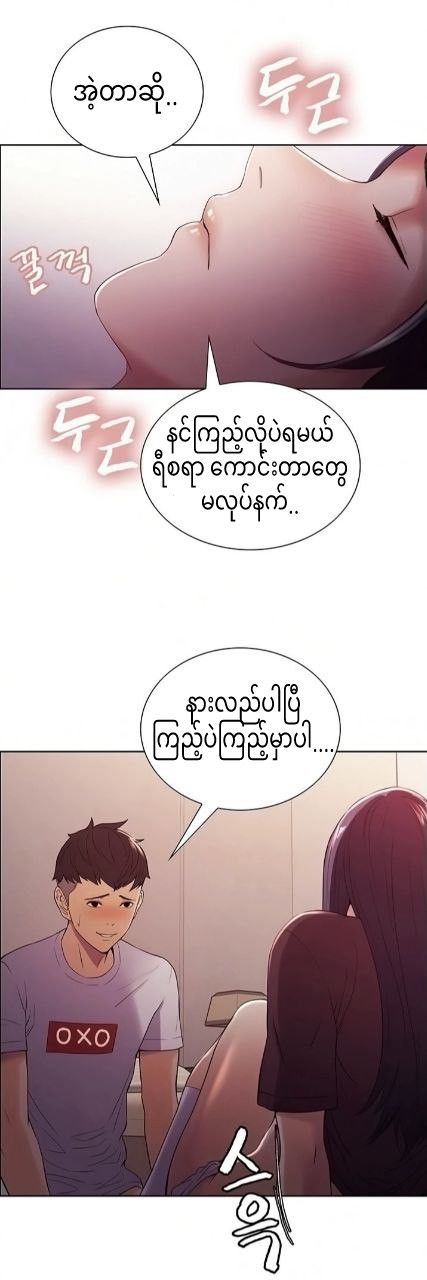 အဲ့တာဆို..
두근
꿀꺽
두근
နင်ကြည့်လို့ပဲရမယ်
ရီစရာ ကောင်းတာတွေ
မလုပ်နက်..
နားလည်ပါပြီ
ကြည့်ပဲကြည့်မှာပါ....
OXO
스윽